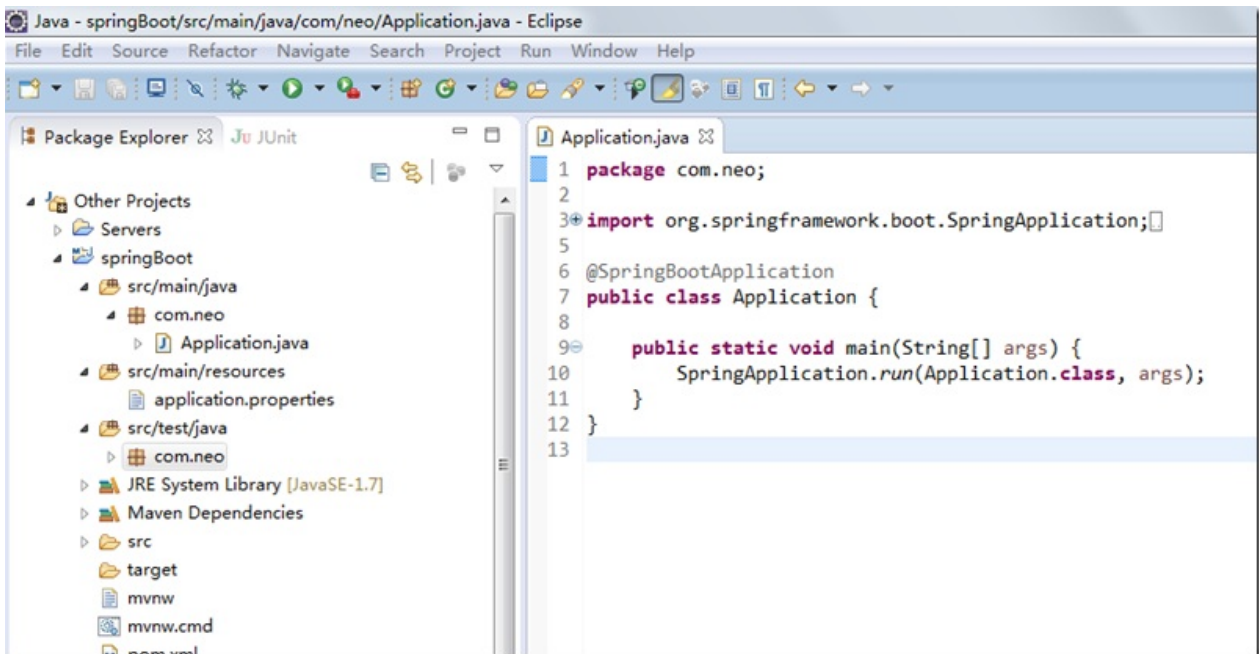 Java - springBoot/src/main/java/com/neo/Application.java - Eclipse
File Edit Source Refactor Navigate Search Project Run Window Help
Package Explorer Ju JUnit
Other Projects
Servers
springBoot
src/main/java
com.neo
Application.java
src/main/resources
application.properties
src/test/java
com.neo
JRE System Library [JavaSE-1.7]
Maven Dependencies
src
target
mvnw
mvnw.cmd
pom.xml
Application.java
1 package com.neo;
2
3 import org.springframework.boot.SpringApplication;
5
6 @SpringBootApplication
7 public class Application {
8
9 public static void main(String[] args) {
10 SpringApplication.run(Application.class, args);
11 }
12 }
13